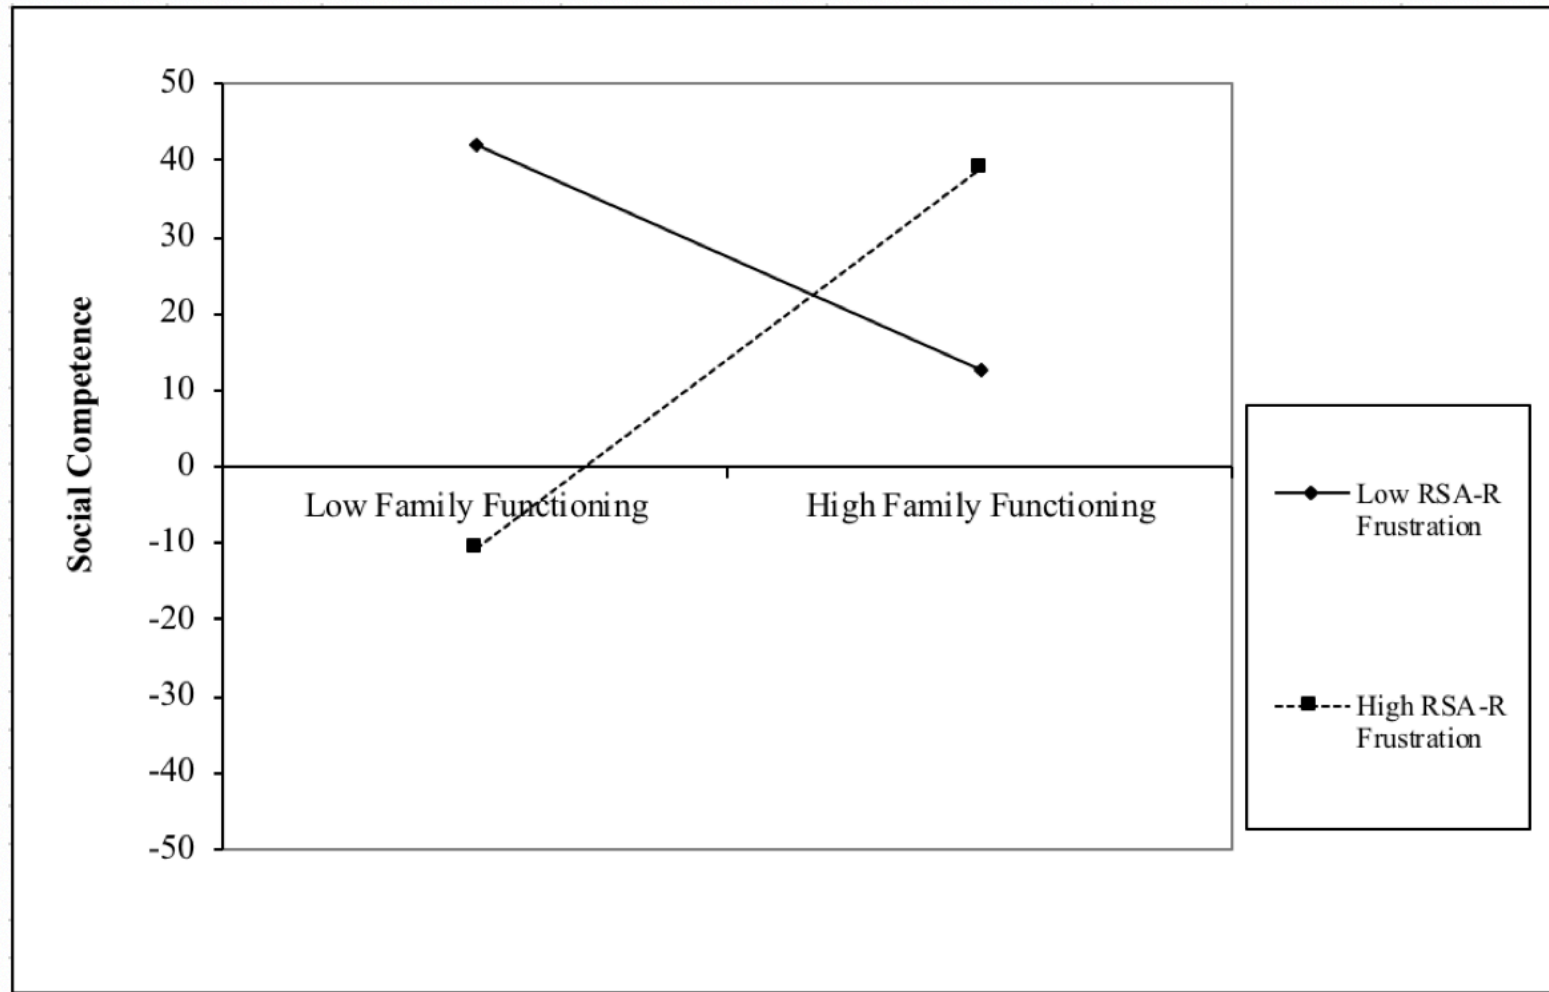 50
40
30
20
10
0
-10
-20
-30
-40
-50
Social Competence
Low Family Functioning
High Family Functioning
Low RSA-R
Frustration
High RSA-R
Frustration